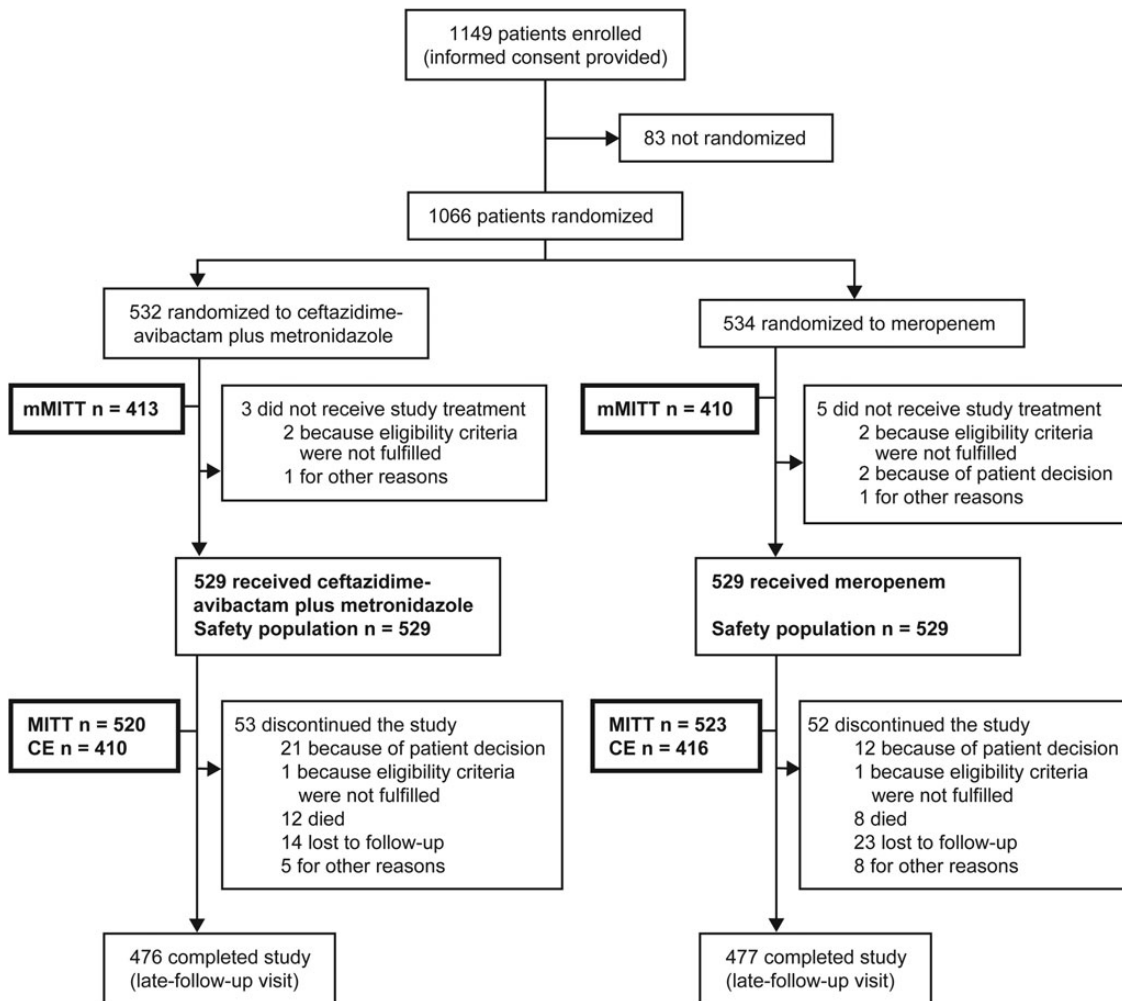 1149 patients enrolled
(informed consent provided)
83 not randomized
1066 patients randomized
532 randomized to ceftazidime-
avibactam plus metronidazole
534 randomized to meropenem
mMITT n = 413
3 did not receive study treatment
2 because eligibility criteria
were not fulfilled
1 for other reasons
mMITT n = 410
5 did not receive study treatment
2 because eligibility criteria
were not fulfilled
2 because of patient decision
1 for other reasons
529 received ceftazidime-
avibactam plus metronidazole
Safety population n = 529
529 received meropenem
Safety population n = 529
MITT n = 520
CE n = 410
53 discontinued the study
21 because of patient decision
1 because eligibility criteria
were not fulfilled
12 died
14 lost to follow-up
5 for other reasons
MITT n = 523
CE n = 416
52 discontinued the study
12 because of patient decision
1 because eligibility criteria
were not fulfilled
8 died
23 lost to follow-up
8 for other reasons
476 completed study
(late-follow-up visit)
477 completed study
(late-follow-up visit)